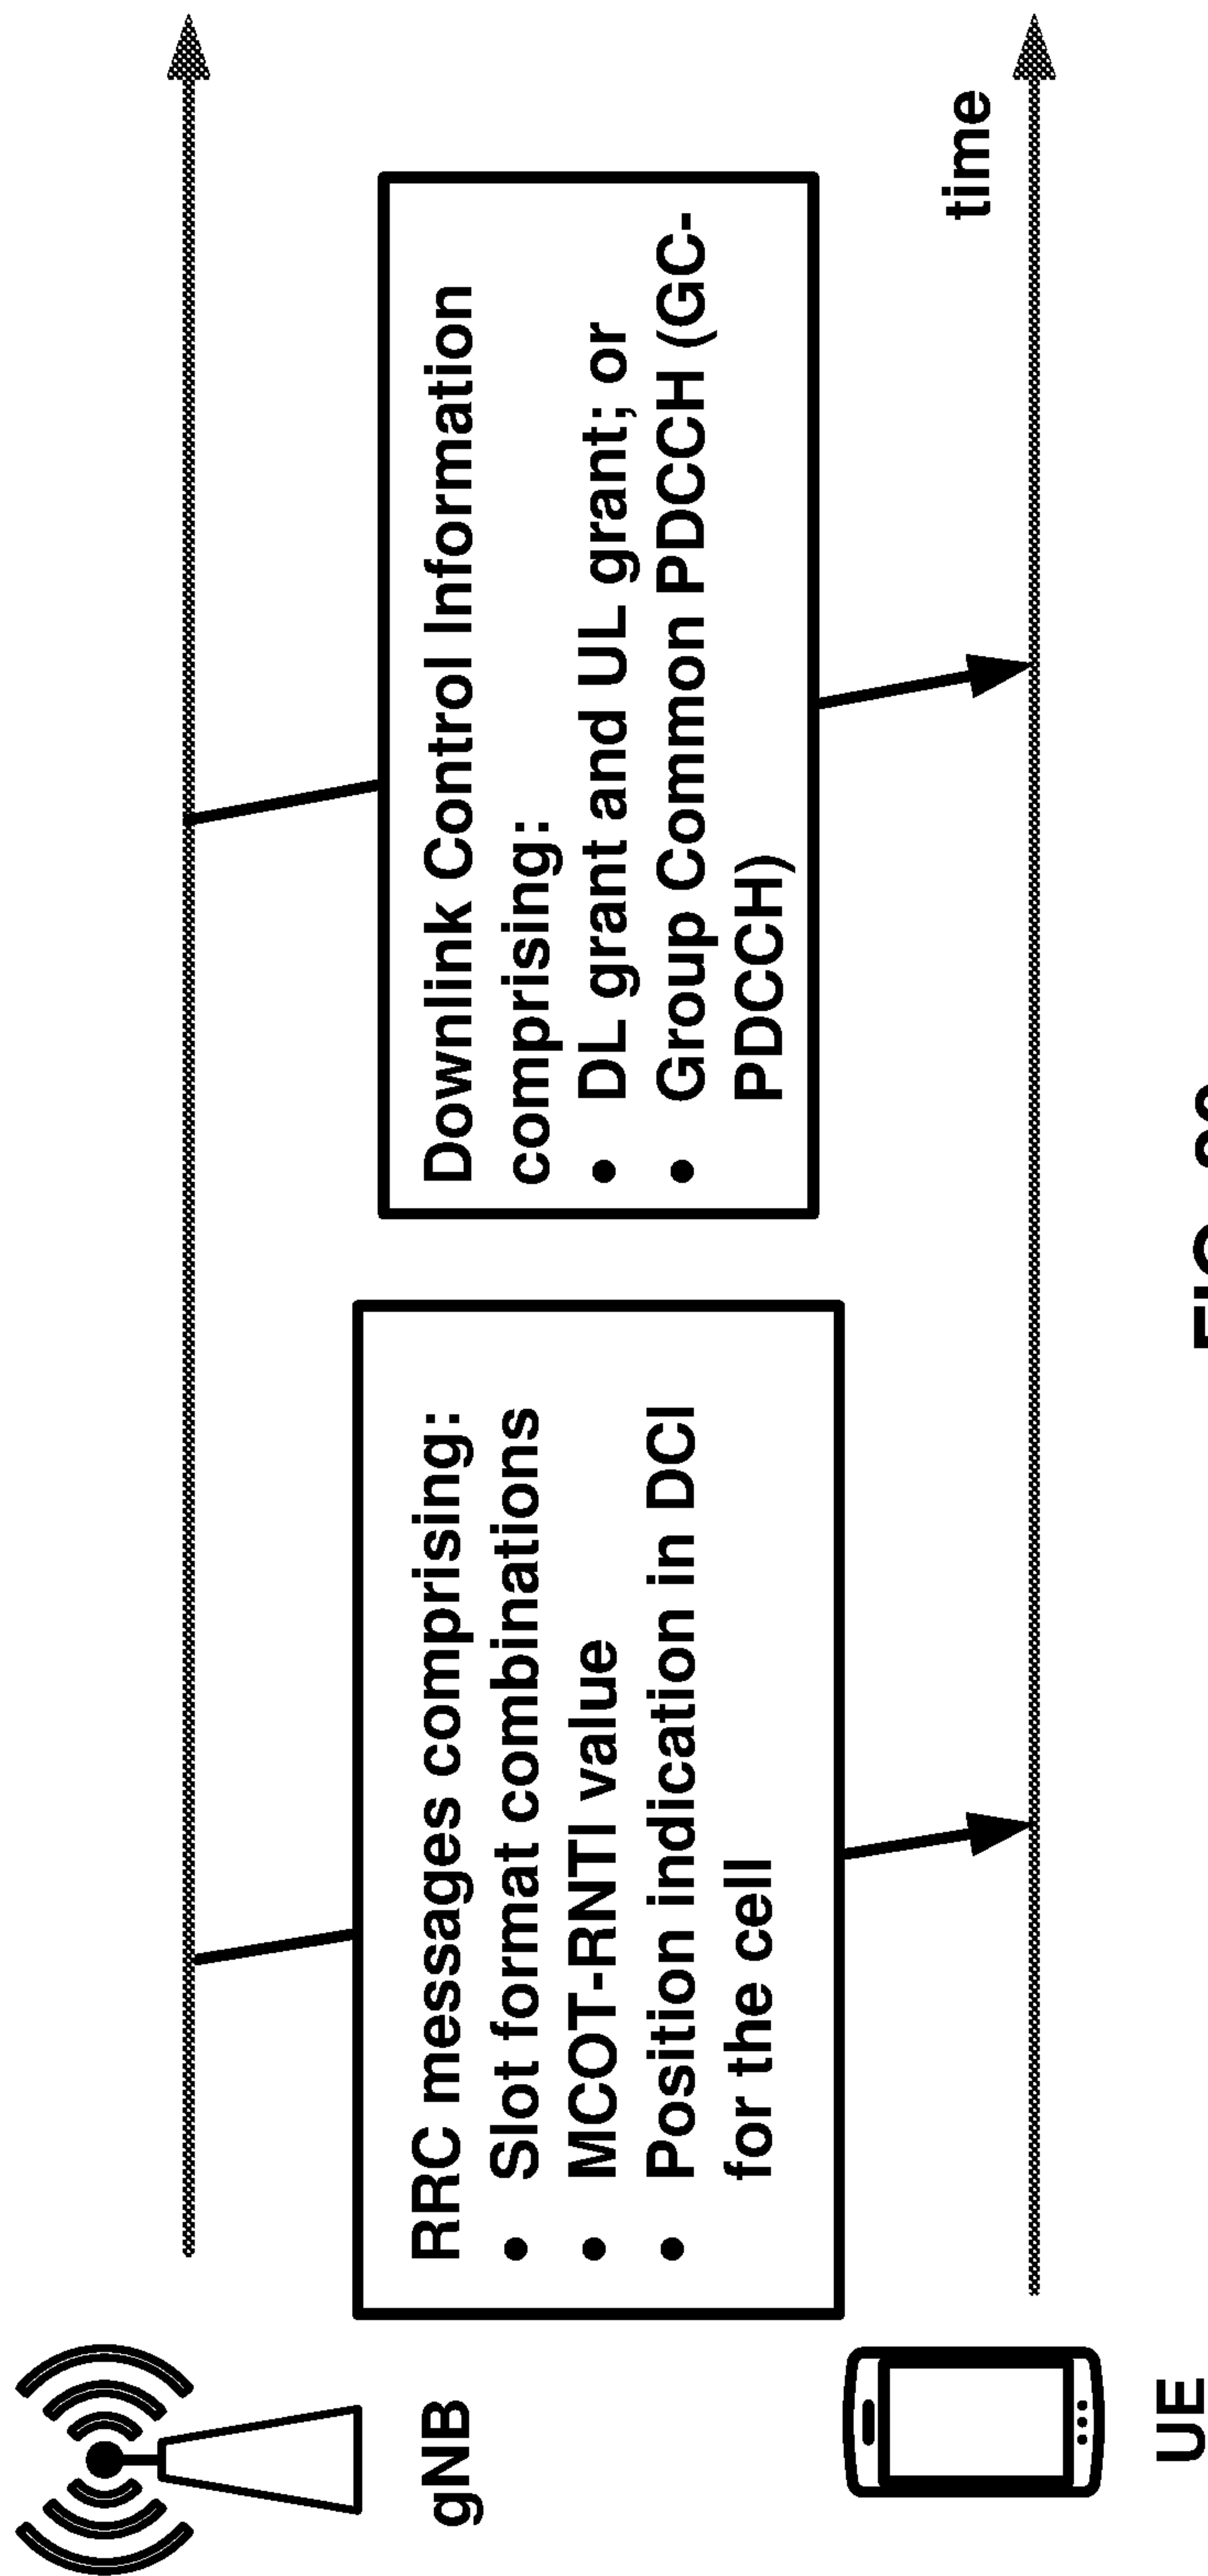 gNB
RRC messages comprising:
• Slot format combinations
• MCOT-RNTI value
• Position indication in DCI
for the cell
Downlink Control Information
comprising:
• DL grant and UL grant; or
• Group Common PDCCH (GC-
PDCCH)
time
UE
FIG.